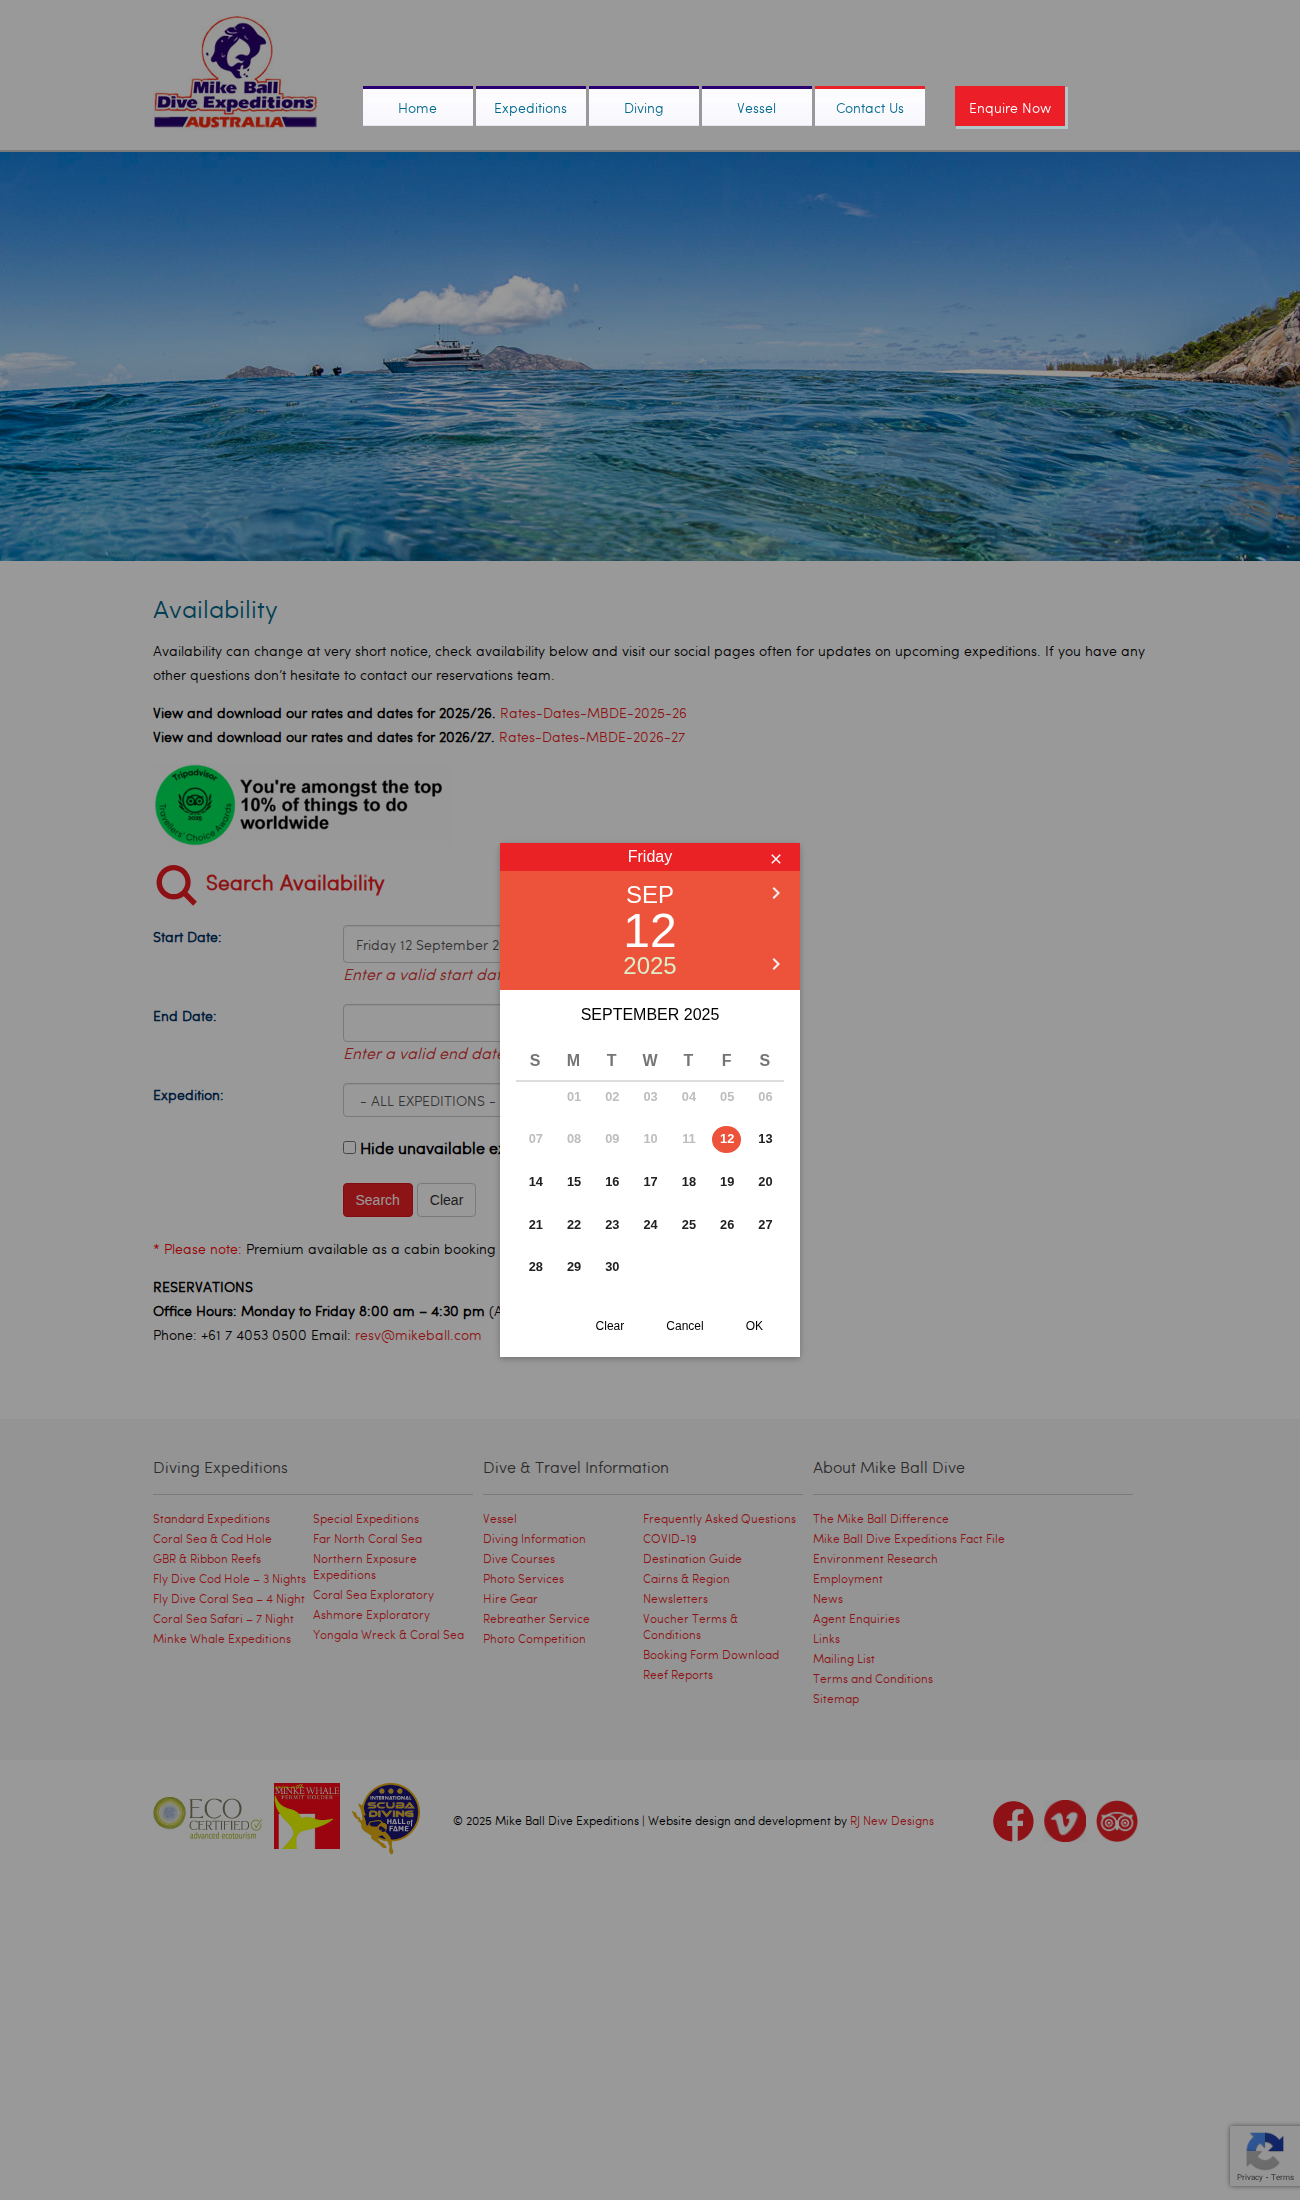 Mike Ball
Dive Expeditions
AUSTRALIA
Home
Expeditions
Diving
Vessel
Contact Us
Enquire Now
Availability
Availability can change at very short notice, check availability below and visit our social pages often for updates on upcoming expeditions. If you have any
other questions don't hesitate to contact our reservations team.
View and download our rates and dates for 2025/26. Rates-Dates-MBDE-2025-26
View and download our rates and dates for 2026/27. Rates-Dates-MBDE-2026-27
Tripadvisor
2025
Travellers' Choice Awards
You're amongst the top
10% of things to do
worldwide
Search Availability
Start Date:
Friday 12 September 2
Enter a valid start dat
End Date:
Enter a valid end date
Expedition:
- ALL EXPEDITIONS -
Hide unavailable ex
Search
Clear
* Please note: Premium available as a cabin booking
RESERVATIONS
Office Hours: Monday to Friday 8:00 am – 4:30 pm (A
Phone: +61 7 4053 0500 Email: resv@mikeball.com
Friday
×
SEP
12
2025
SEPTEMBER 2025
S M T W T F S
01 02 03 04 05 06
07 08 09 10 11 12 13
14 15 16 17 18 19 20
21 22 23 24 25 26 27
28 29 30
Clear
Cancel
OK
Diving Expeditions
Standard Expeditions
Coral Sea & Cod Hole
GBR & Ribbon Reefs
Fly Dive Cod Hole – 3 Nights
Fly Dive Coral Sea – 4 Night
Coral Sea Safari – 7 Night
Minke Whale Expeditions
Special Expeditions
Far North Coral Sea
Northern Exposure
Expeditions
Coral Sea Exploratory
Ashmore Exploratory
Yongala Wreck & Coral Sea
Dive & Travel Information
Vessel
Diving Information
Dive Courses
Photo Services
Hire Gear
Rebreather Service
Photo Competition
Frequently Asked Questions
COVID-19
Destination Guide
Cairns & Region
Newsletters
Voucher Terms &
Conditions
Booking Form Download
Reef Reports
About Mike Ball Dive
The Mike Ball Difference
Mike Ball Dive Expeditions Fact File
Environment Research
Employment
News
Agent Enquiries
Links
Mailing List
Terms and Conditions
Sitemap
ECO
CERTIFIED
advanced ecotourism
MINKE WHALE
PERMIT HOLDER
INTERNATIONAL
SCUBA
DIVING
HALL of
FAME
© 2025 Mike Ball Dive Expeditions | Website design and development by RJ New Designs
Privacy - Terms